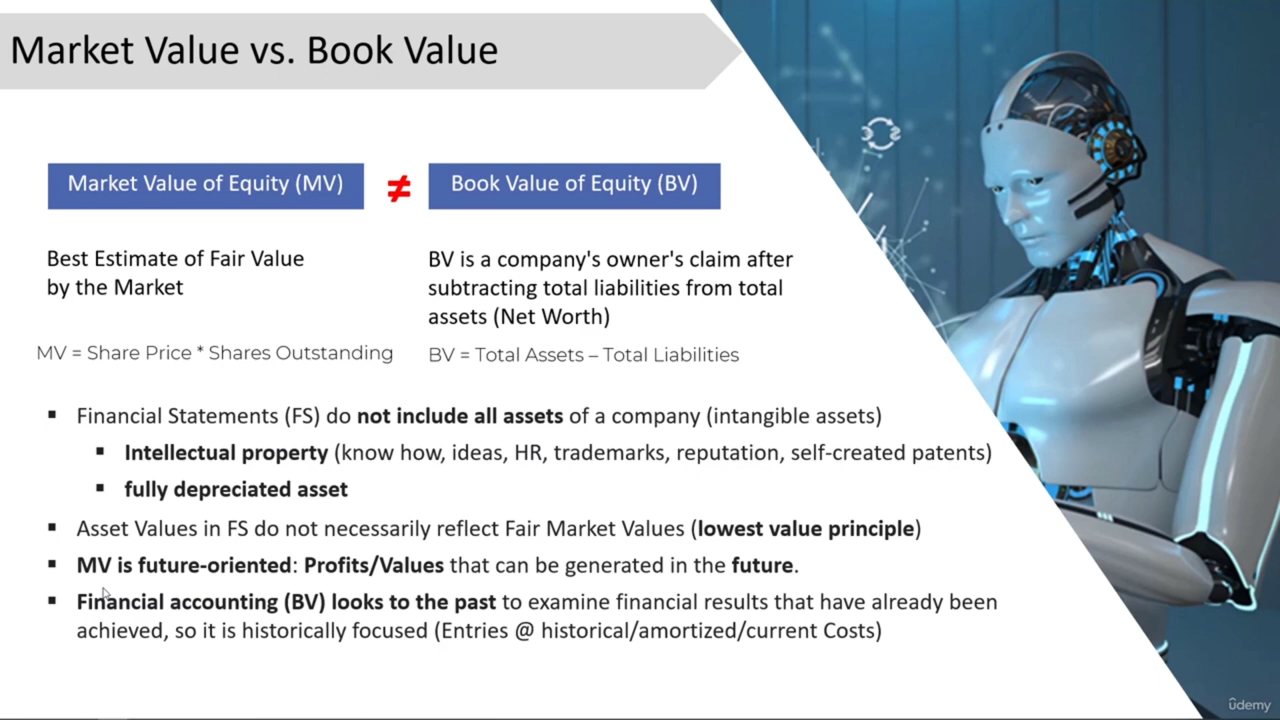 Market Value vs. Book Value
Market Value of Equity (MV) ≠ Book Value of Equity (BV)
Best Estimate of Fair Value
by the Market
MV = Share Price * Shares Outstanding
BV is a company's owner's claim after
subtracting total liabilities from total
assets (Net Worth)
BV = Total Assets – Total Liabilities
▪ Financial Statements (FS) do not include all assets of a company (intangible assets)
▪ Intellectual property (know how, ideas, HR, trademarks, reputation, self-created patents)
▪ fully depreciated asset
▪ Asset Values in FS do not necessarily reflect Fair Market Values (lowest value principle)
▪ MV is future-oriented: Profits/Values that can be generated in the future.
▪ Financial accounting (BV) looks to the past to examine financial results that have already been
achieved, so it is historically focused (Entries @ historical/amortized/current Costs)
ûdemy